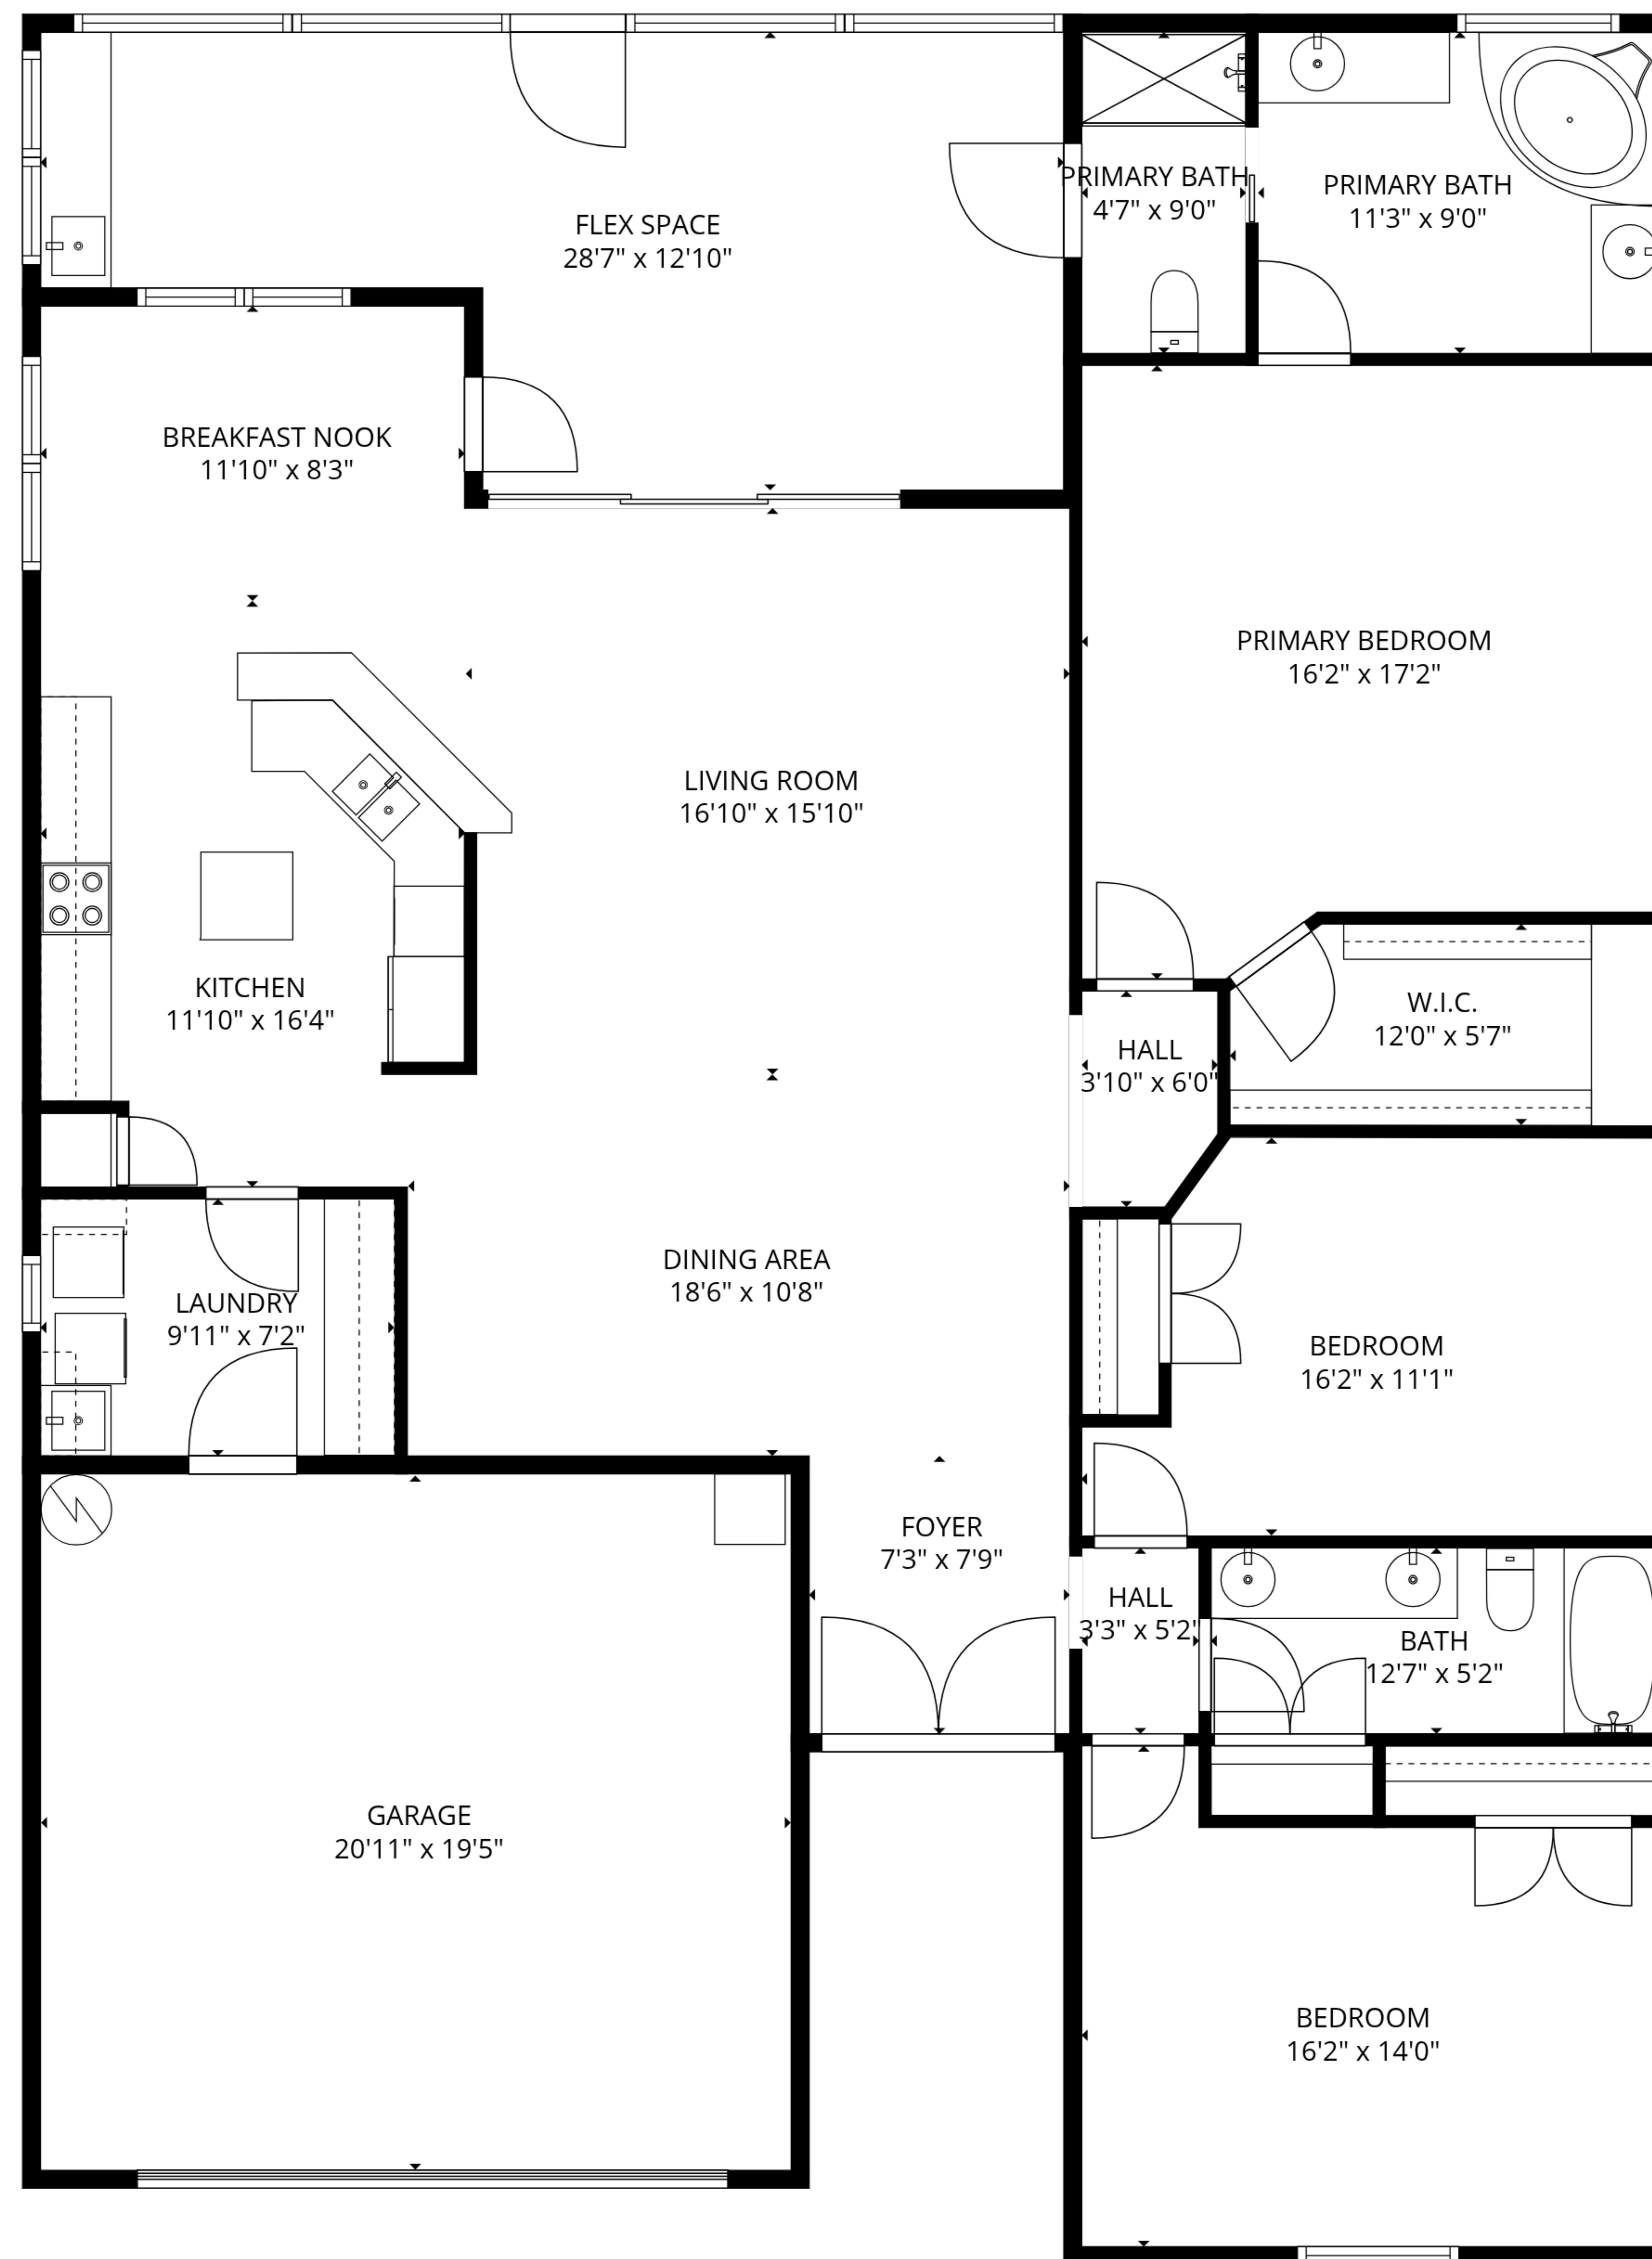 PRIMARY BATH
4'7" x 9'0"
PRIMARY BATH
11'3" x 9'0"
FLEX SPACE
28'7" x 12'10"
BREAKFAST NOOK
11'10" x 8'3"
PRIMARY BEDROOM
16'2" x 17'2"
LIVING ROOM
16'10" x 15'10"
KITCHEN
11'10" x 16'4"
W.I.C.
12'0" x 5'7"
HALL
3'10" x 6'0"
DINING AREA
18'6" x 10'8"
LAUNDRY
9'11" x 7'2"
BEDROOM
16'2" x 11'1"
FOYER
7'3" x 7'9"
HALL
3'3" x 5'2"
BATH
12'7" x 5'2"
GARAGE
20'11" x 19'5"
BEDROOM
16'2" x 14'0"